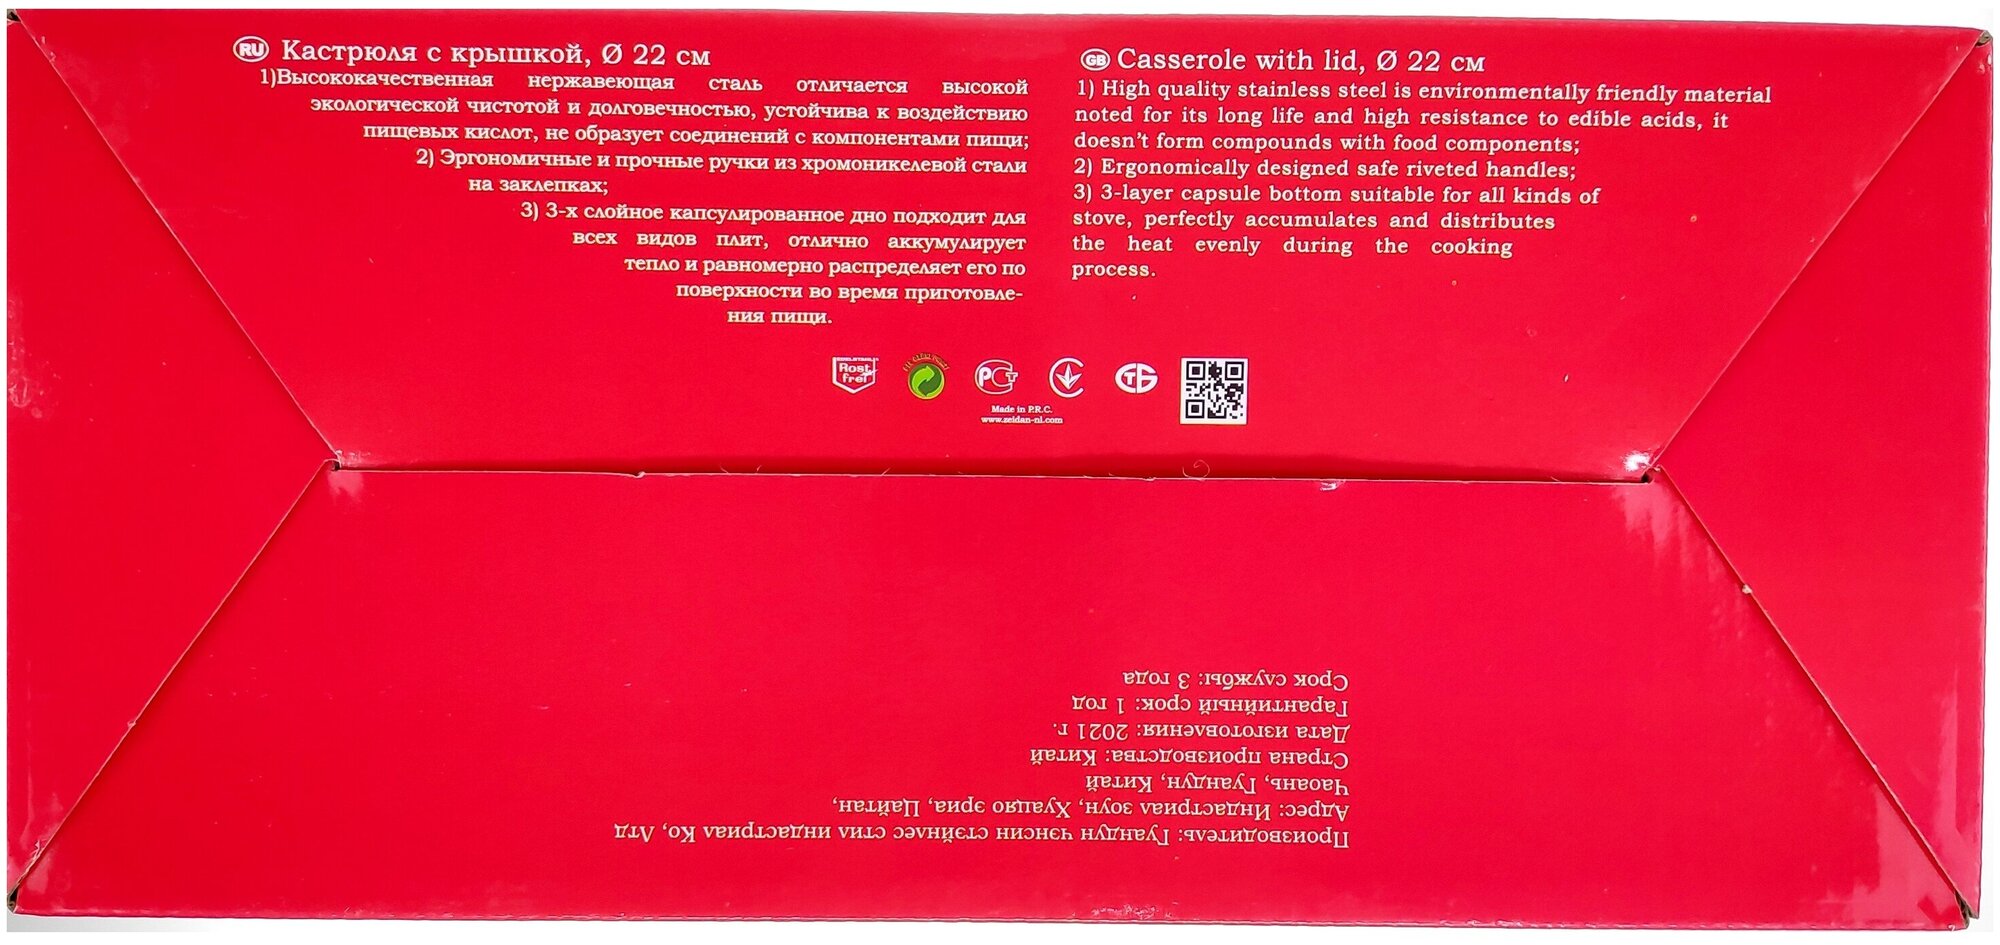 RU Кастрюля с крышкой, Ø 22 см
1)Высококачественная нержавеющая сталь отличается высокой
экологической чистотой и долговечностью, устойчива к воздействию
пищевых кислот, не образует соединений с компонентами пищи;
2) Эргономичные и прочные ручки из хромоникелевой стали
на заклепках;
3) 3-х слойное капсулированное дно подходит для
всех видов плит, отлично аккумулирует
тепло и равномерно распределяет его по
поверхности во время приготовле-
ния пищи.
GB Casserole with lid, Ø 22 см
1) High quality stainless steel is environmentally friendly material
noted for its long life and high resistance to edible acids, it
doesn't form compounds with food components;
2) Ergonomically designed safe riveted handles;
3) 3-layer capsule bottom suitable for all kinds of
stove, perfectly accumulates and distributes
the heat evenly during the cooking
process.
EDELSTAHL
Rost
frei
Made in P.R.C.
www.zeidan-nl.com
Производитель: Гуандун чэнсин стэйнлес стил индастриал Ко, Лтд
Адрес: Индастриал зоун, Хуацяо эриа, Цайтан,
Чаоань, Гуандун, Китай
Страна производства: Китай
Дата изготовления: 2021 г.
Гарантийный срок: 1 год
Срок службы: 3 года